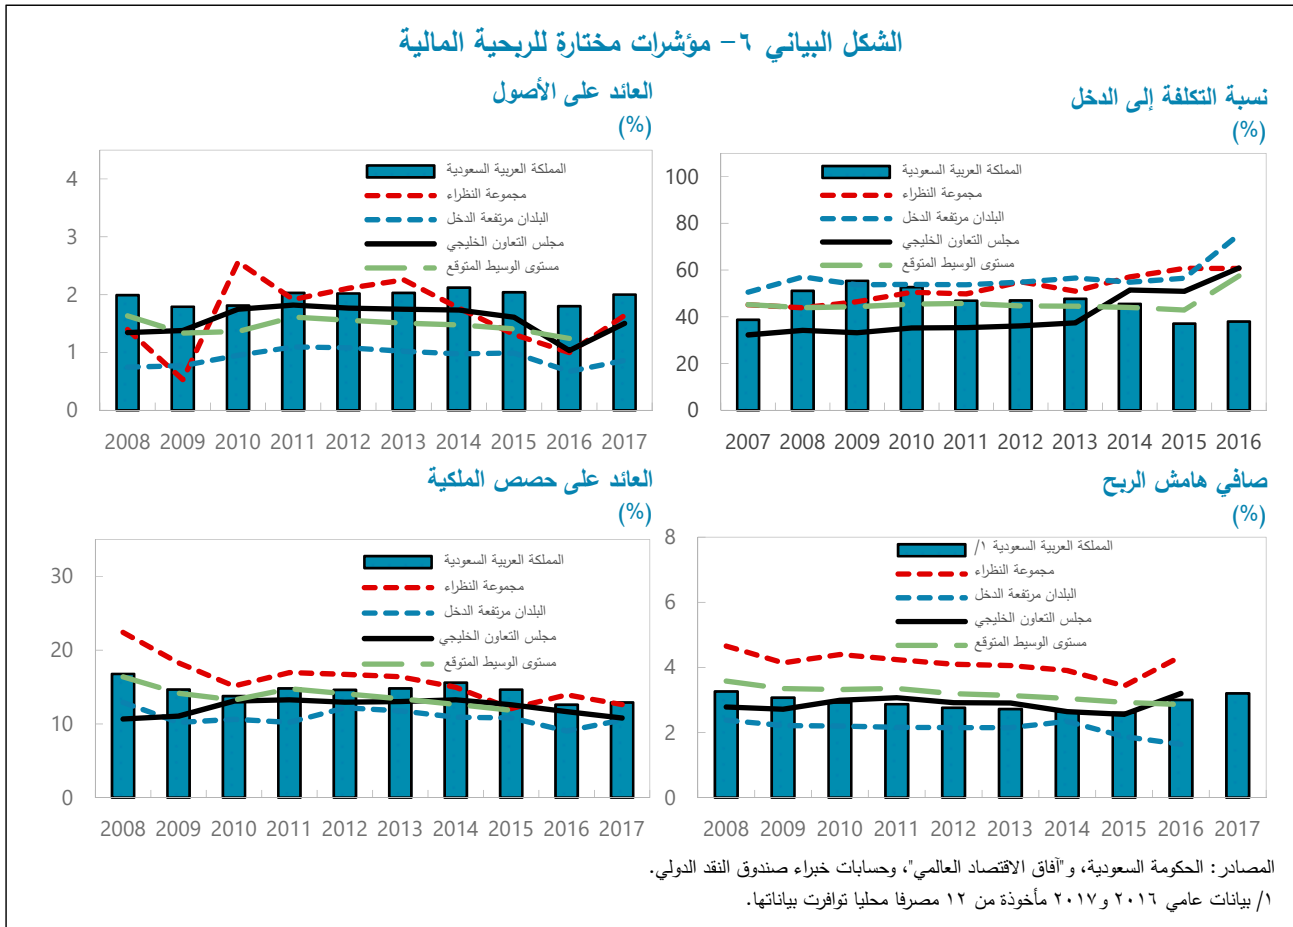 الشكل البياني ٦- مؤشرات مختارة للربحية المالية
نسبة التكلفة إلى الدخل
(%)
المملكة العربية السعودية
مجموعة النظراء
البلدان مرتفعة الدخل
مجلس التعاون الخليجي
مستوى الوسيط المتوقع
100
80
60
40
20
0
2007 2008 2009 2010 2011 2012 2013 2014 2015 2016
العائد على الأصول
(%)
المملكة العربية السعودية
مجموعة النظراء
البلدان مرتفعة الدخل
مجلس التعاون الخليجي
مستوى الوسيط المتوقع
4
3
2
1
0
2008 2009 2010 2011 2012 2013 2014 2015 2016 2017
صافي هامش الربح
(%)
المملكة العربية السعودية ١/
مجموعة النظراء
البلدان مرتفعة الدخل
مجلس التعاون الخليجي
مستوى الوسيط المتوقع
8
6
4
2
0
2008 2009 2010 2011 2012 2013 2014 2015 2016 2017
العائد على حصص الملكية
(%)
المملكة العربية السعودية
مجموعة النظراء
البلدان مرتفعة الدخل
مجلس التعاون الخليجي
مستوى الوسيط المتوقع
30
20
10
0
2008 2009 2010 2011 2012 2013 2014 2015 2016 2017
المصادر: الحكومة السعودية، و"آفاق الاقتصاد العالمي"، وحسابات خبراء صندوق النقد الدولي.
١/ بيانات عامي ٢٠١٦ و٢٠١٧ مأخوذة من ١٢ مصرفا محليا توافرت بياناتها.